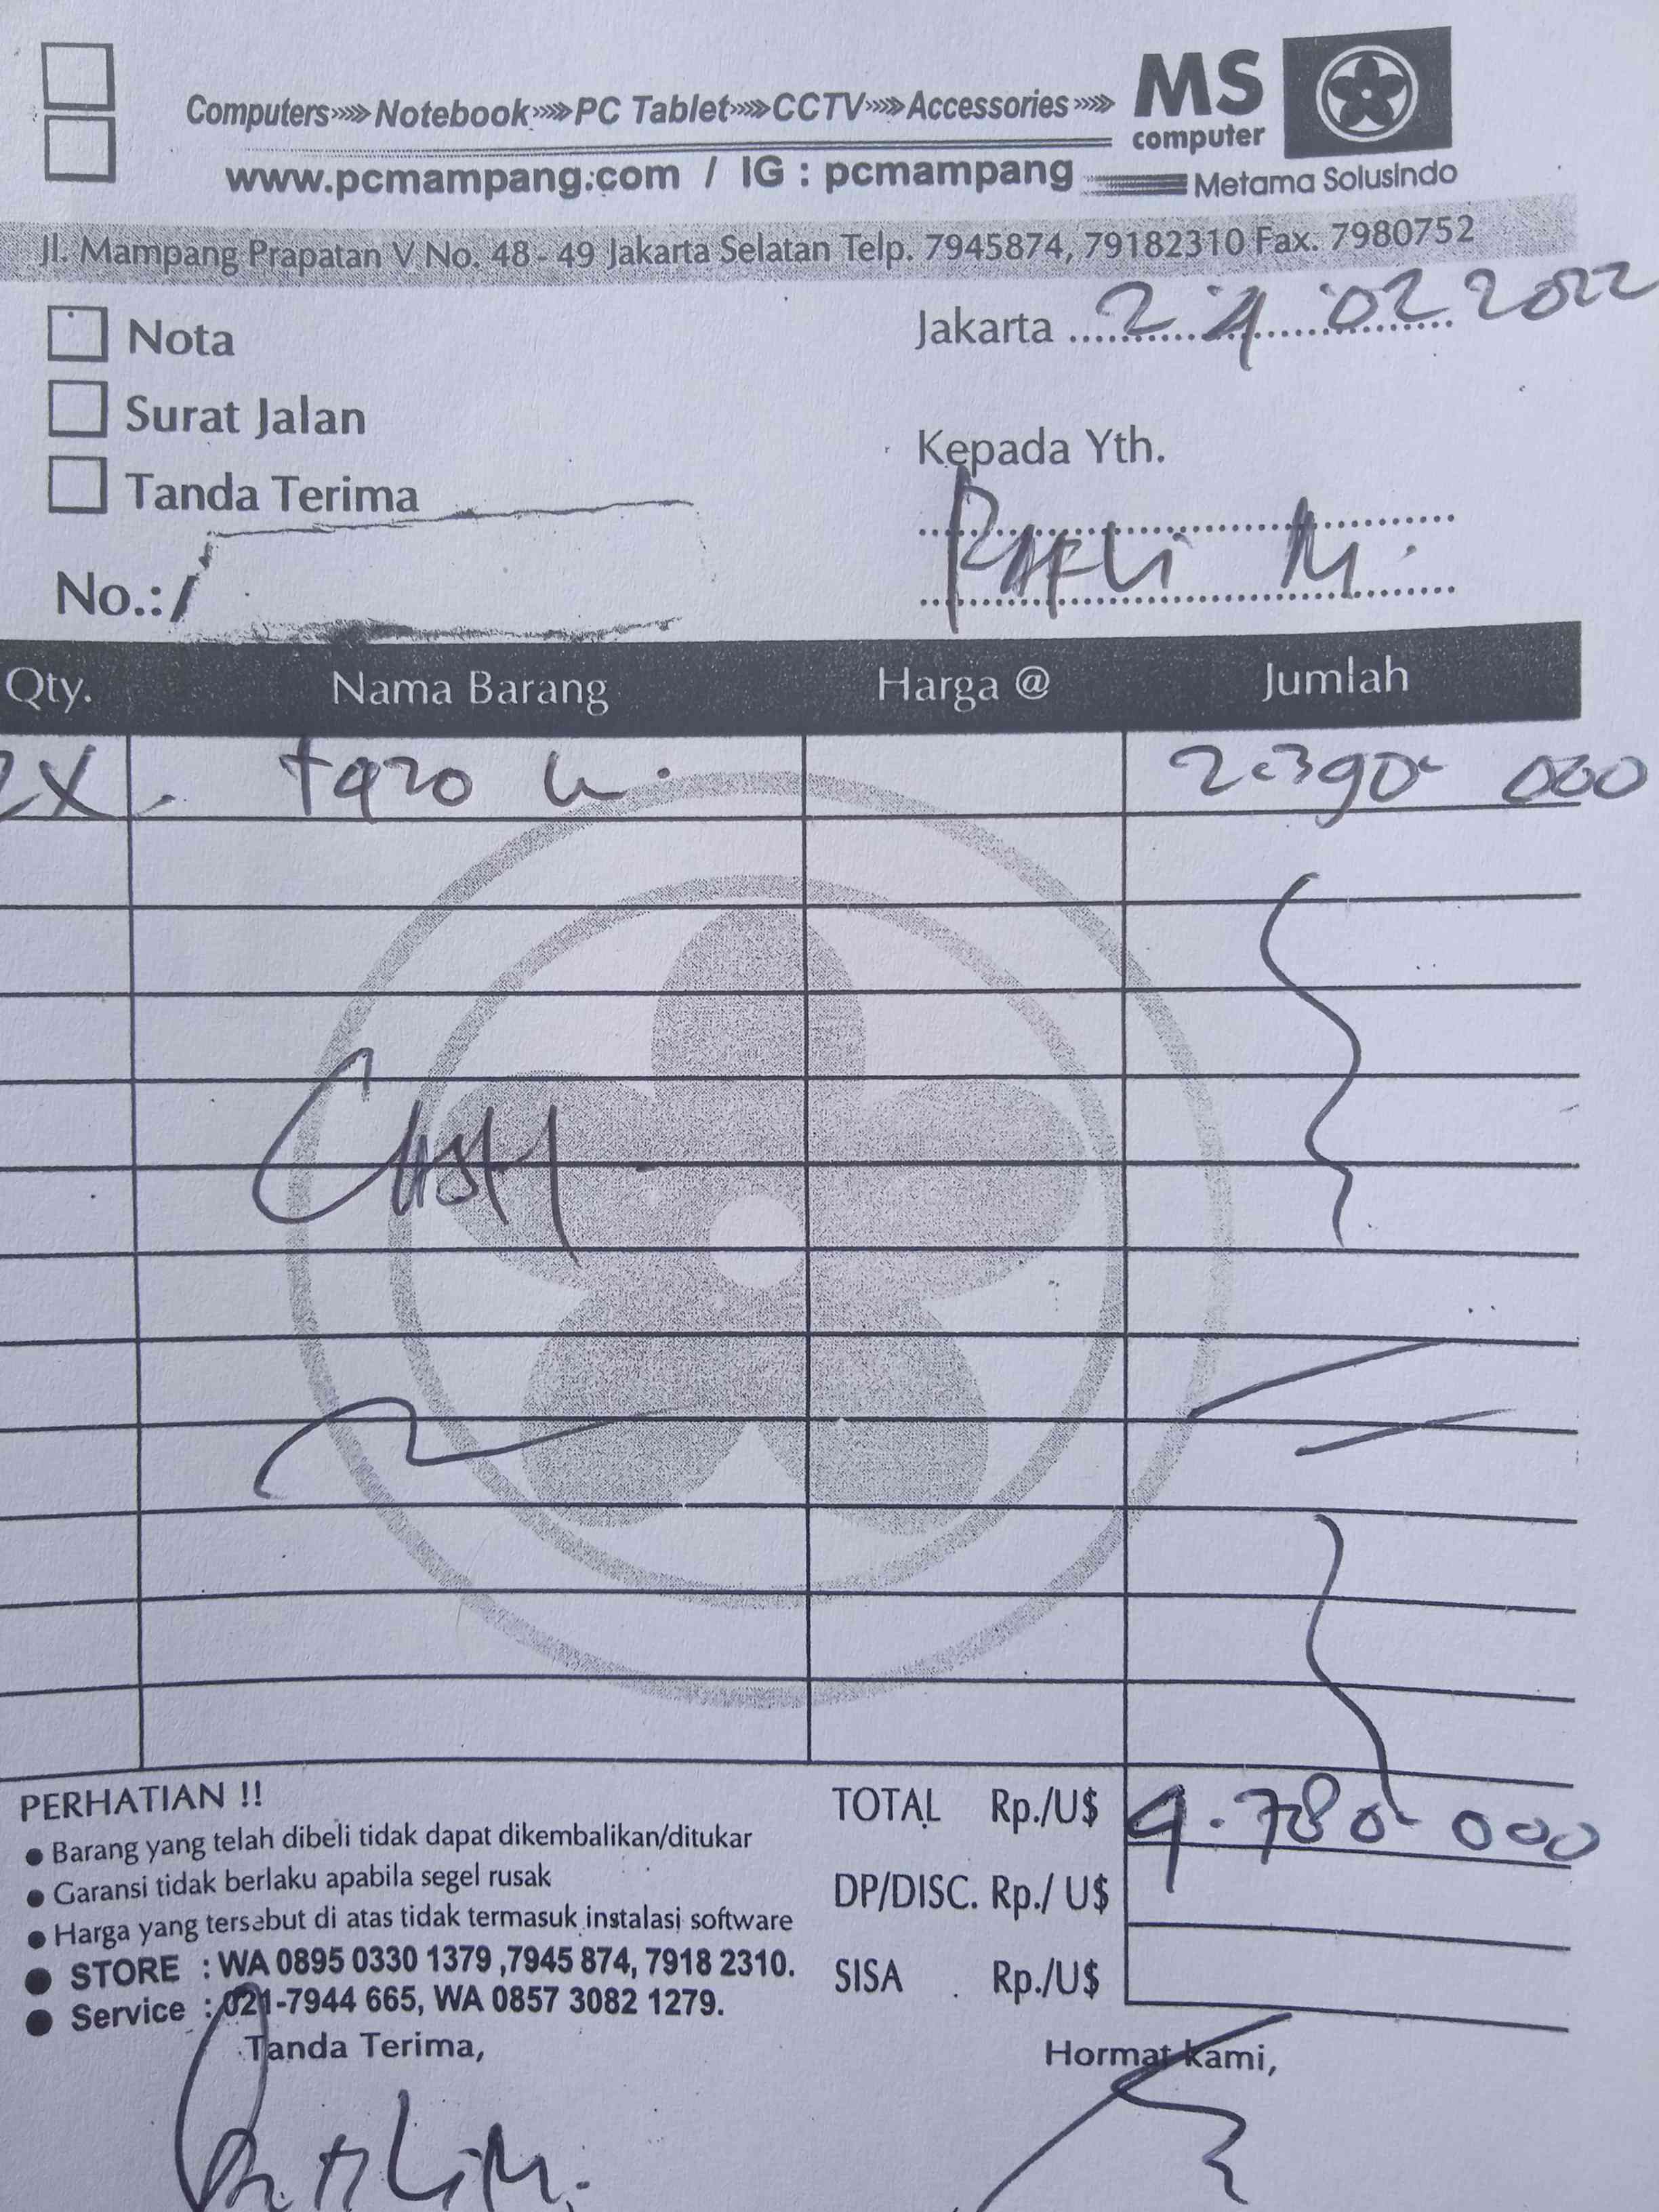 Computers»»»Notebook»»»PC Tablet»»»CCTV»»»Accessories»»»
MS
computer
www.pcmampang.com / IG : pcmampang
Metama Solusindo
Jl. Mampang Prapatan V No. 48 - 49 Jakarta Selatan Telp. 7945874, 79182310 Fax. 7980752
Nota
Surat Jalan
Tanda Terima
No.:
Jakarta 24 02 2022
Kepada Yth.
RAFLI M.
Qty. Nama Barang Harga @ Jumlah
2X t420 2.390 000
CASH
PERHATIAN !!
● Barang yang telah dibeli tidak dapat dikembalikan/ditukar
● Garansi tidak berlaku apabila segel rusak
● Harga yang tersebut di atas tidak termasuk instalasi software
● STORE : WA 0895 0330 1379 ,7945 874, 7918 2310.
● Service : 021-7944 665, WA 0857 3082 1279.
TOTAL Rp./U$ 4.780 000
DP/DISC. Rp./ U$
SISA Rp./U$
Tanda Terima,
Hormat kami,